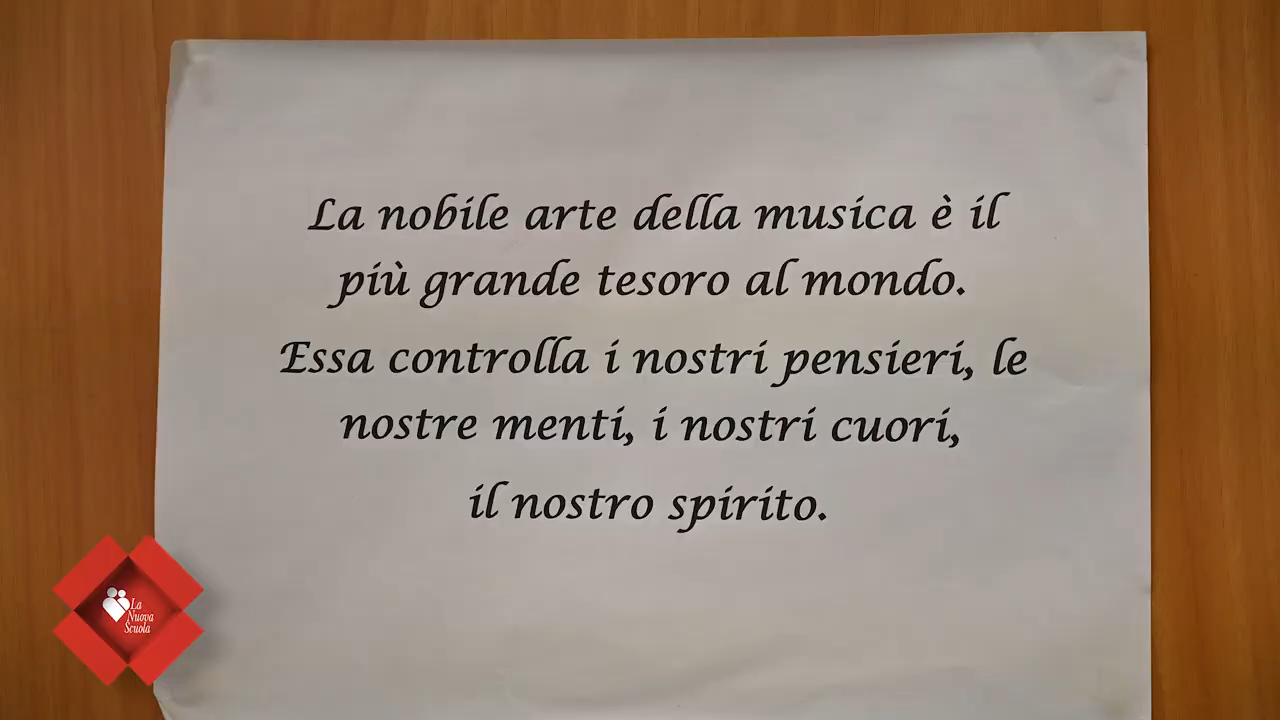 La nobile arte della musica è il
più grande tesoro al mondo.
Essa controlla i nostri pensieri, le
nostre menti, i nostri cuori,
il nostro spirito.
La
Nuova
Scuola